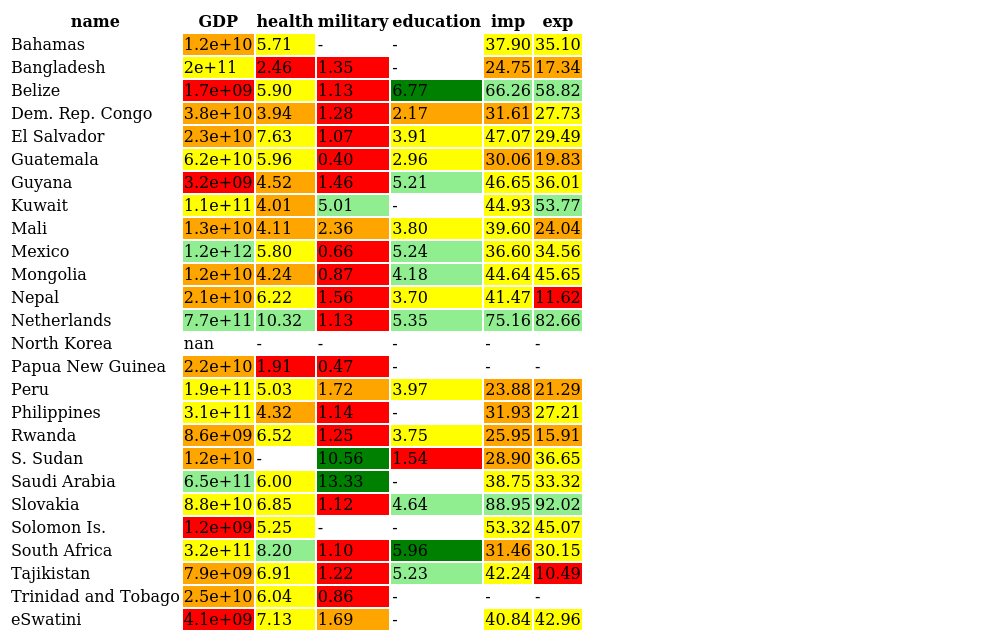 name GDP health military education imp exp
Bahamas 1.2e+10 5.71 - - 37.90 35.10
Bangladesh 2e+11 2.46 1.35 - 24.75 17.34
Belize 1.7e+09 5.90 1.13 6.77 66.26 58.82
Dem. Rep. Congo 3.8e+10 3.94 1.28 2.17 31.61 27.73
El Salvador 2.3e+10 7.63 1.07 3.91 47.07 29.49
Guatemala 6.2e+10 5.96 0.40 2.96 30.06 19.83
Guyana 3.2e+09 4.52 1.46 5.21 46.65 36.01
Kuwait 1.1e+11 4.01 5.01 - 44.93 53.77
Mali 1.3e+10 4.11 2.36 3.80 39.60 24.04
Mexico 1.2e+12 5.80 0.66 5.24 36.60 34.56
Mongolia 1.2e+10 4.24 0.87 4.18 44.64 45.65
Nepal 2.1e+10 6.22 1.56 3.70 41.47 11.62
Netherlands 7.7e+11 10.32 1.13 5.35 75.16 82.66
North Korea nan - - - - -
Papua New Guinea 2.2e+10 1.91 0.47 - - -
Peru 1.9e+11 5.03 1.72 3.97 23.88 21.29
Philippines 3.1e+11 4.32 1.14 - 31.93 27.21
Rwanda 8.6e+09 6.52 1.25 3.75 25.95 15.91
S. Sudan 1.2e+10 - 10.56 1.54 28.90 36.65
Saudi Arabia 6.5e+11 6.00 13.33 - 38.75 33.32
Slovakia 8.8e+10 6.85 1.12 4.64 88.95 92.02
Solomon Is. 1.2e+09 5.25 - - 53.32 45.07
South Africa 3.2e+11 8.20 1.10 5.96 31.46 30.15
Tajikistan 7.9e+09 6.91 1.22 5.23 42.24 10.49
Trinidad and Tobago 2.5e+10 6.04 0.86 - - -
eSwatini 4.1e+09 7.13 1.69 - 40.84 42.96